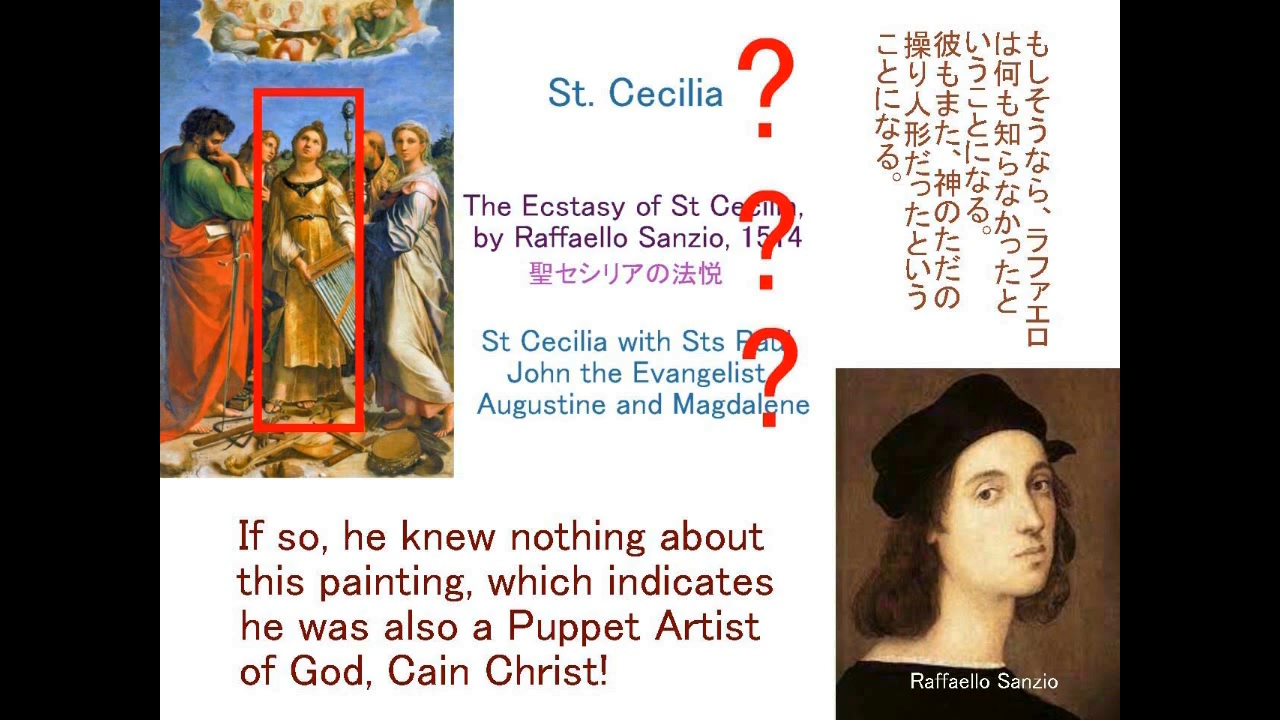 St. Cecilia ?
The Ecstasy of St Cecilia,
by Raffaello Sanzio, 1514
?
聖セシリアの法悦
St Cecilia with Sts Paul
John the Evangelist
Augustine and Magdalene
?
もしそうなら、ラファエロ
は何も知らなかったと
いうことになる。
彼もまた、神のただの
操り人形だったという
ことになる。
If so, he knew nothing about
this painting, which indicates
he was also a Puppet Artist
of God, Cain Christ!
Raffaello Sanzio